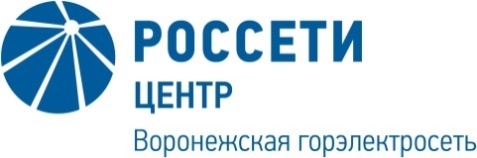 РОССЕТИ
ЦЕНТР
Воронежская горэлектросеть